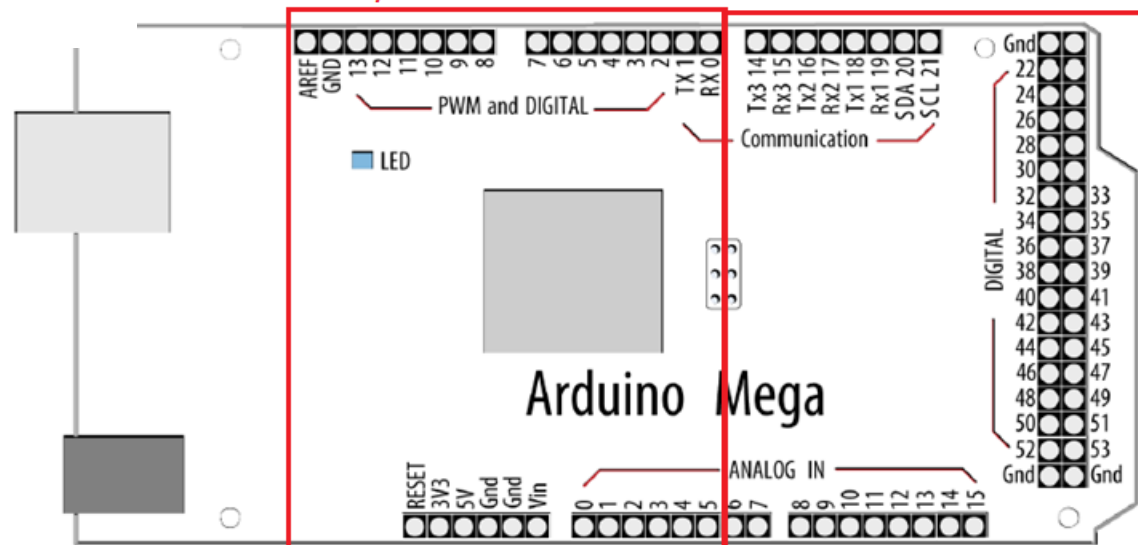 AREF GND 13 12 11 10 9 8 7 6 5 4 3 2 TX 1 RX 0 Tx3 14 Rx3 15 Tx2 16 Rx2 17 Tx1 18 Rx1 19 SDA 20 SCL 21
PWM and DIGITAL
Communication
LED
Gnd
22
24
26
28
30
32 33
34 35
36 37
38 39
40 41
42 43
44 45
46 47
48 49
50 51
52 53
Gnd Gnd
DIGITAL
Arduino Mega
ANALOG IN
RESET 3V3 5V Gnd Gnd Vin 0 1 2 3 4 5 6 7 8 9 10 11 12 13 14 15